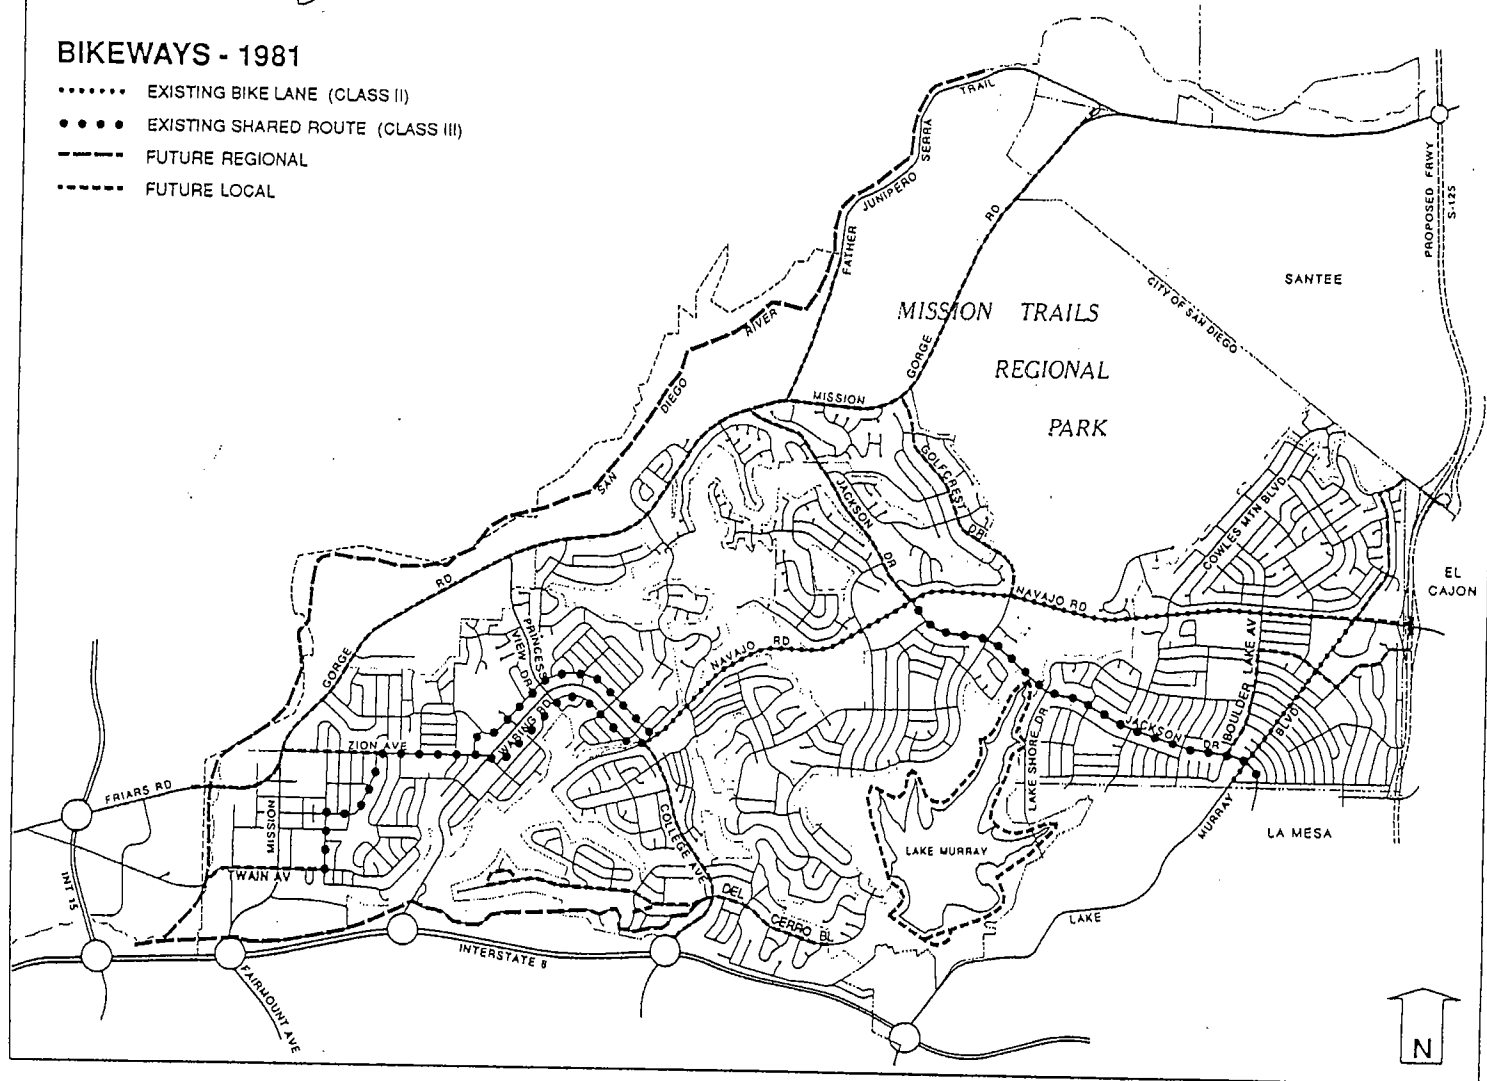 BIKEWAYS - 1981
EXISTING BIKE LANE (CLASS II)
EXISTING SHARED ROUTE (CLASS III)
FUTURE REGIONAL
FUTURE LOCAL
TRAIL
SERRA
JUNIPERO
FATHER
PROPOSED FRWY
S-125
RD
SANTEE
CITY OF SAN DIEGO
MISSION TRAILS
REGIONAL
PARK
GORGE
RIVER
DIEGO
SAN
MISSION
GOLFCREST
DR
JACKSON
DR
COWLES MTN BLVD
EL
CAJON
NAVAJO RD
RD
GORGE
PRINCESS
VIEW DR
NAVAJO RD
WARING RD
BOULDER LAKE AV
BLVD
JACKSON DR
LAKE SHORE DR
ZION AVE
FRIARS RD
MISSION
COLLEGE AVE
MURRAY
LA MESA
LAKE MURRAY
TWAIN AV
INT 15
DEL
CERRO BL
LAKE
INTERSTATE 8
FAIRMOUNT AVE
N